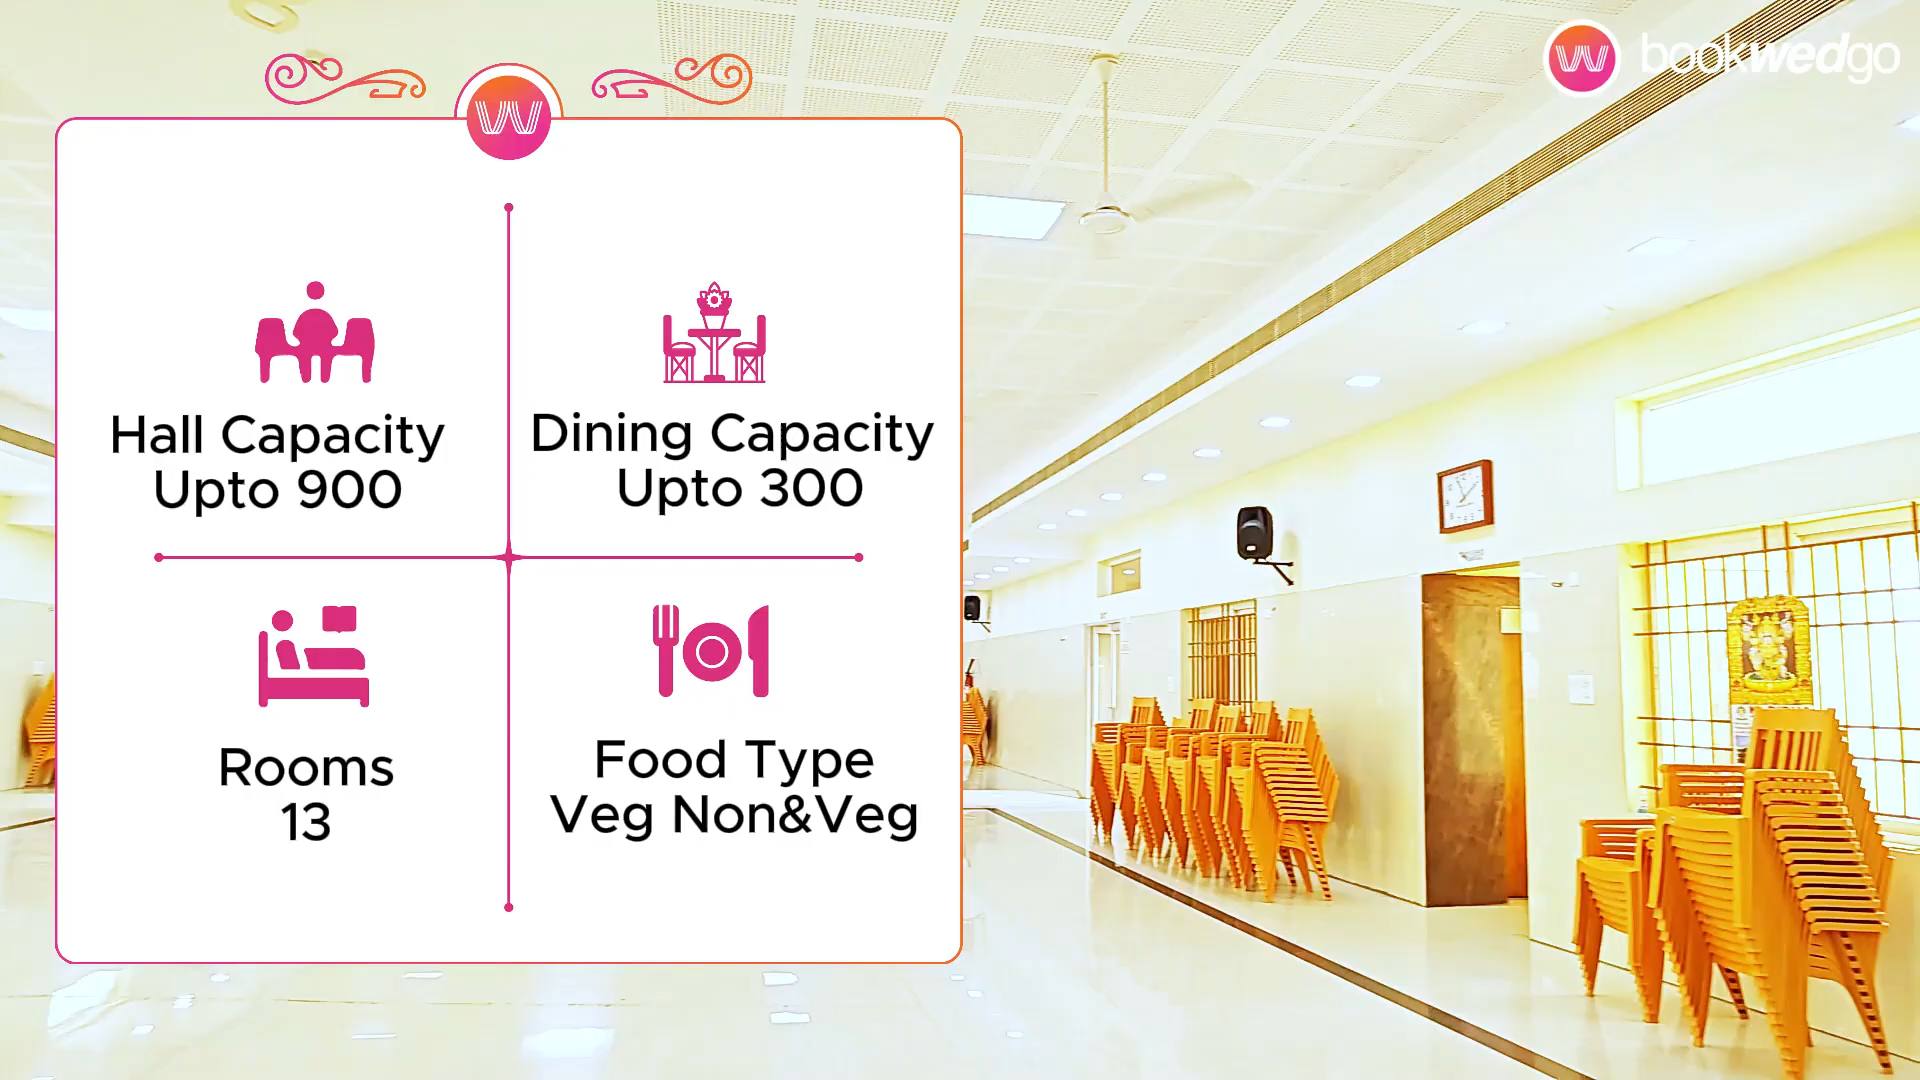 bookwedgo
Hall Capacity
Upto 900
Dining Capacity
Upto 300
Rooms
13
Food Type
Veg Non&Veg